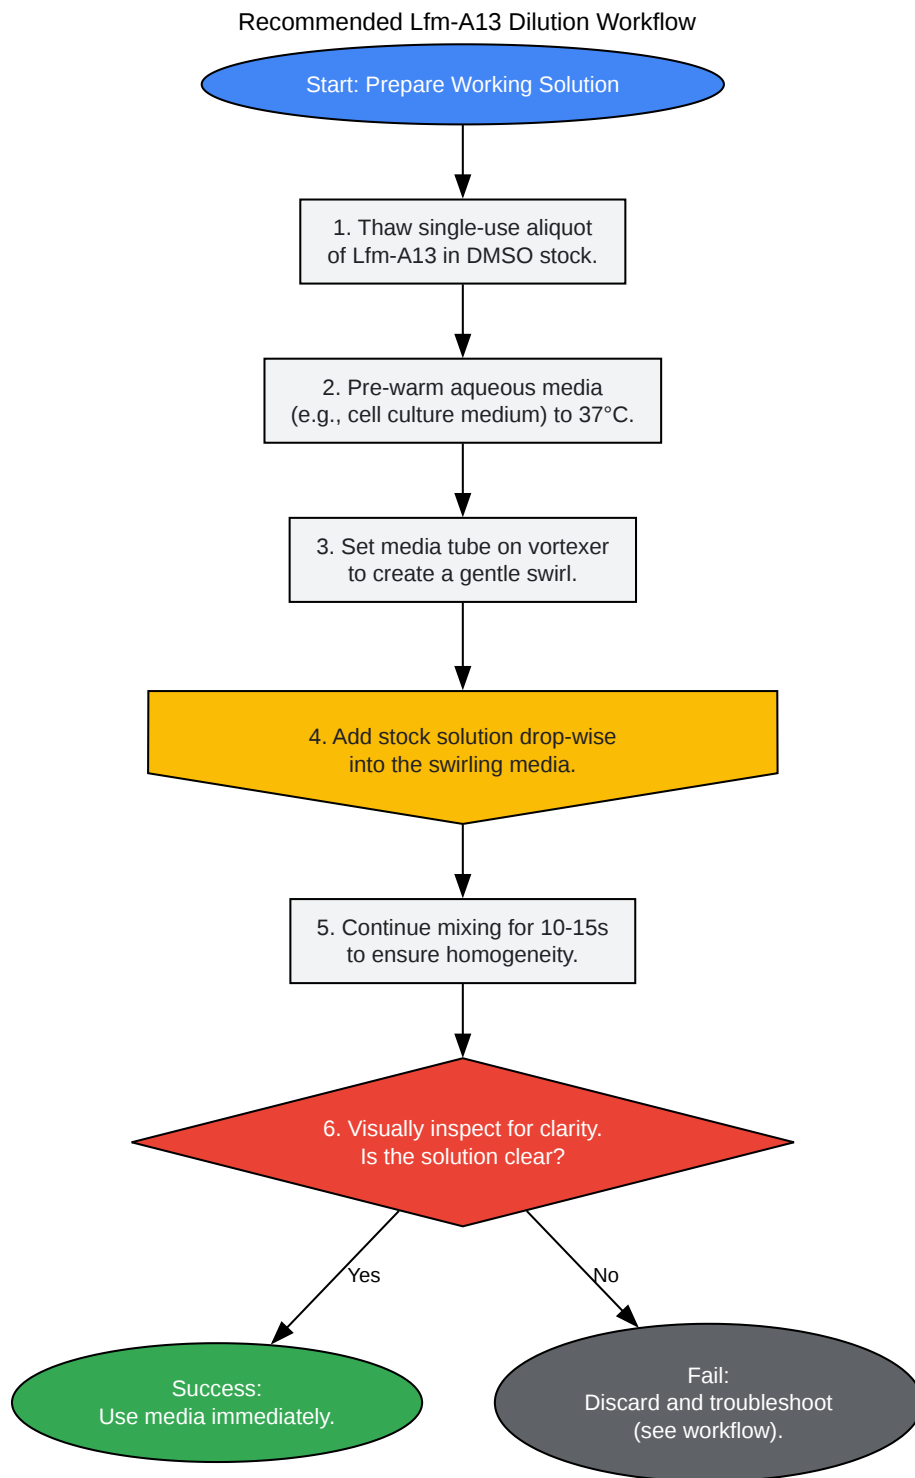 Recommended Lfm-A13 Dilution Workflow
Start: Prepare Working Solution
1. Thaw single-use aliquot
of Lfm-A13 in DMSO stock.
2. Pre-warm aqueous media
(e.g., cell culture medium) to 37°C.
3. Set media tube on vortexer
to create a gentle swirl.
4. Add stock solution drop-wise
into the swirling media.
5. Continue mixing for 10-15s
to ensure homogeneity.
6. Visually inspect for clarity.
Is the solution clear?
Yes
No
Success:
Use media immediately.
Fail:
Discard and troubleshoot
(see workflow).